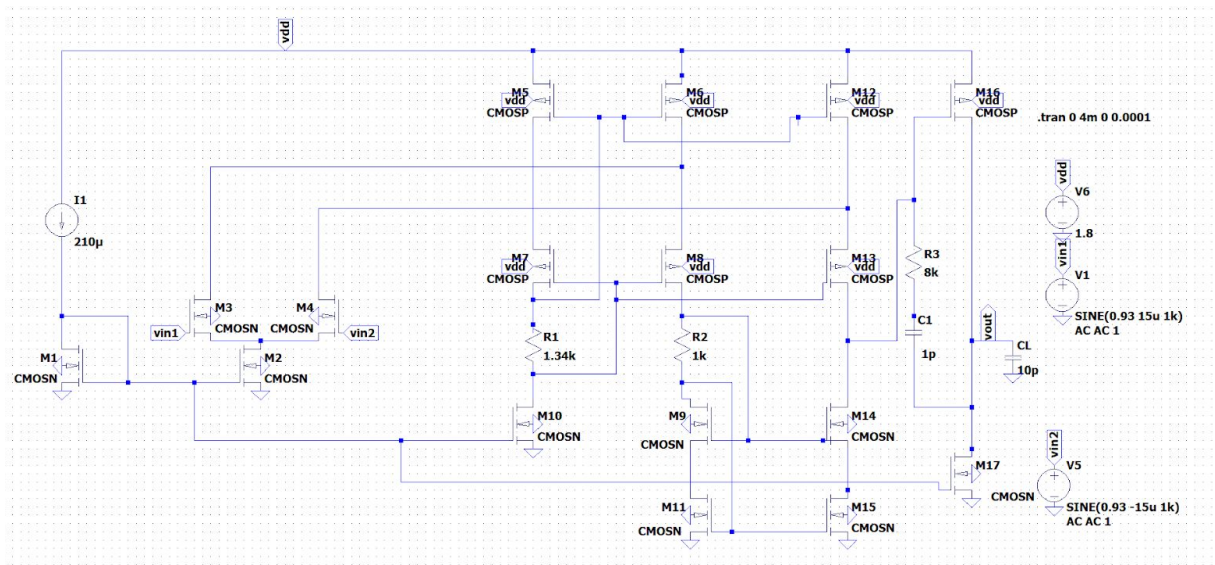 vdd
M5
vdd
CMOSP
M6
vdd
CMOSP
M12
vdd
CMOSP
M16
vdd
CMOSP
.tran 0 4m 0 0.0001
I1
210µ
vdd
V6
1.8
M7
vdd
CMOSP
M8
vdd
CMOSP
M13
vdd
CMOSP
R3
8k
vin1
V1
SINE(0.93 15u 1k)
AC AC 1
vin1
M3
CMOSN
M4
CMOSN
vin2
C1
1p
vout
CL
10p
R1
1.34k
R2
1k
M1
CMOSN
M2
CMOSN
M10
CMOSN
M9
CMOSN
M14
CMOSN
M17
CMOSN
vin2
V5
SINE(0.93 -15u 1k)
AC AC 1
M11
CMOSN
M15
CMOSN